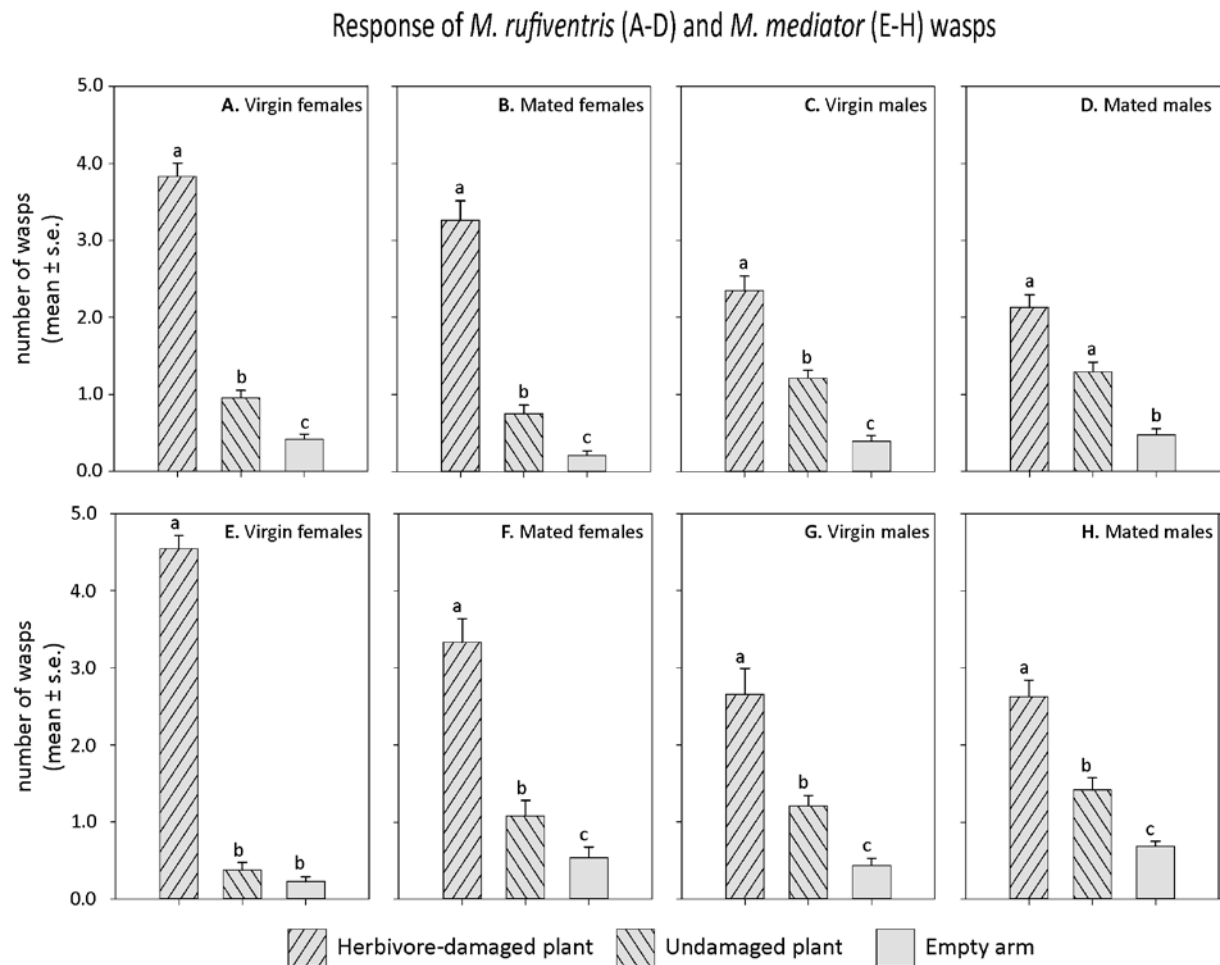 Response of M. rufiventris (A-D) and M. mediator (E-H) wasps
number of wasps
(mean ± s.e.)
5.0
4.0
3.0
2.0
1.0
0.0
A. Virgin females
a
b
c
B. Mated females
a
b
c
C. Virgin males
a
b
c
D. Mated males
a
a
b
number of wasps
(mean ± s.e.)
5.0
4.0
3.0
2.0
1.0
0.0
E. Virgin females
a
b
b
F. Mated females
a
b
c
G. Virgin males
a
b
c
H. Mated males
a
b
c
Herbivore-damaged plant
Undamaged plant
Empty arm